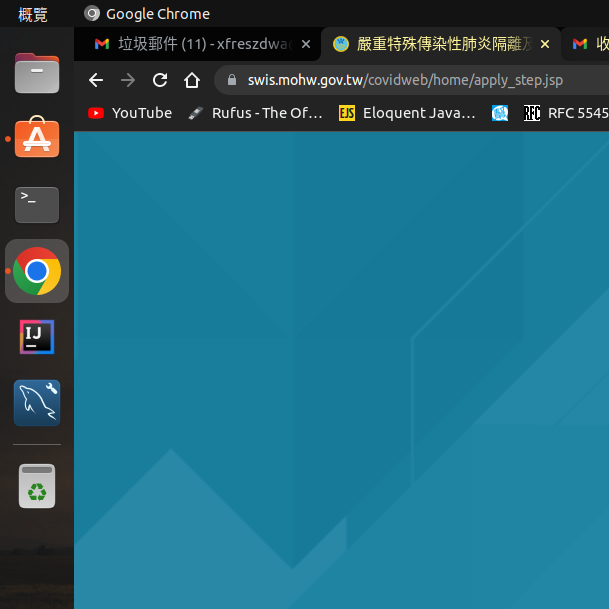 概覽
Google Chrome
垃圾郵件 (11) - xfreszdwa
嚴重特殊傳染性肺炎隔離及
收
swis.mohw.gov.tw/covidweb/home/apply_step.jsp
YouTube
Rufus - The Of…
EJS
Eloquent Java…
RFC
RFC 5545
>_
IJ